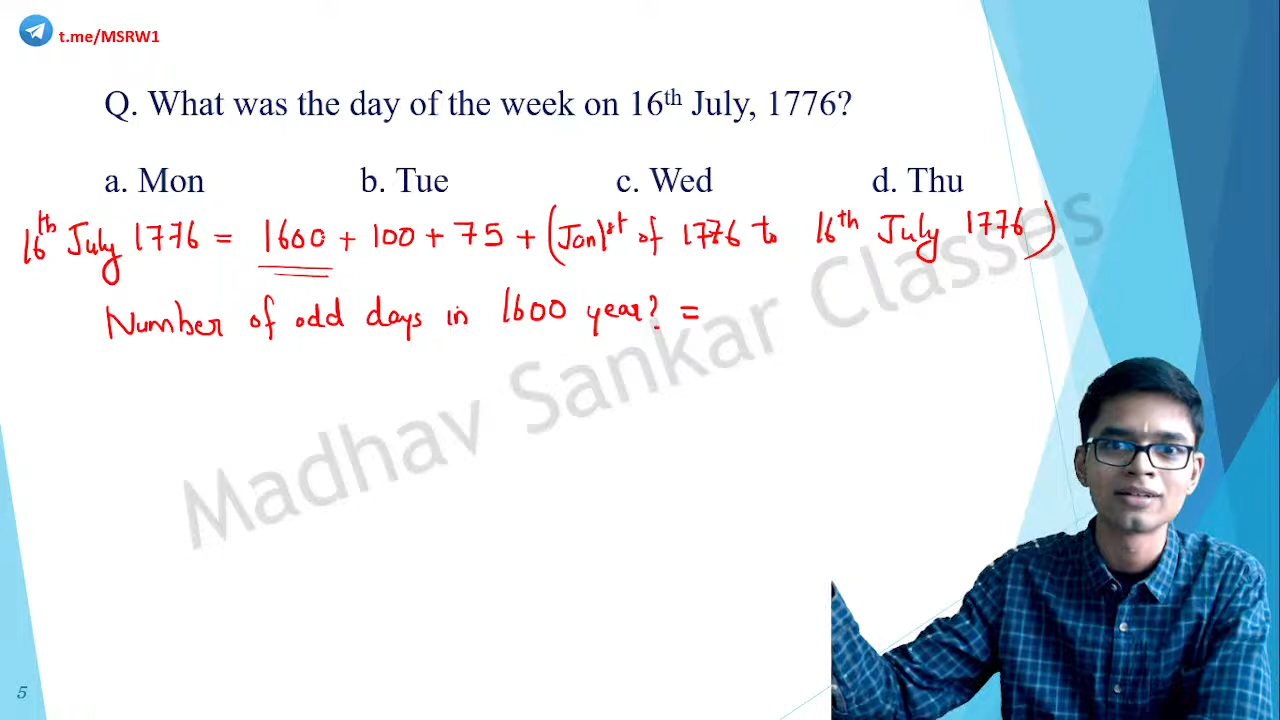 t.me/MSRW1
Q. What was the day of the week on 16th July, 1776?
a. Mon b. Tue c. Wed d. Thu
16th July 1776 = 1600 + 100 + 75 + (Jan 1st of 1776 to 16th July 1776)
Number of odd days in 1600 year? =
Madhav Sankar Classes
5